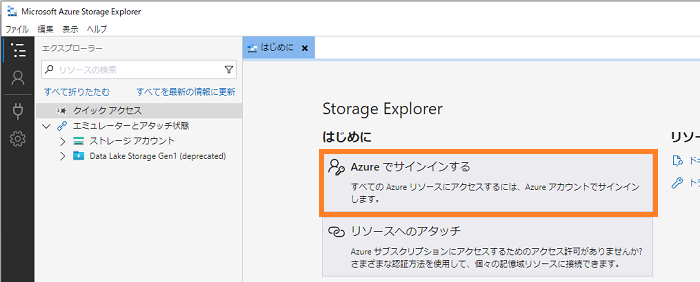 Microsoft Azure Storage Explorer
ファイル 編集 表示 ヘルプ
エクスプローラー
リソースの検索
すべて折りたたむ すべてを最新の情報に更新
クイック アクセス
エミュレーターとアタッチ状態
ストレージ アカウント
Data Lake Storage Gen1 (deprecated)
はじめに
Storage Explorer
はじめに
Azure でサインインする
すべての Azure リソースにアクセスするには、Azure アカウントでサインイン
します。
リソースへのアタッチ
Azure サブスクリプションにアクセスするためのアクセス許可がありませんか?
さまざまな認証方法を使用して、個々の記憶域リソースに接続できます。
リソー
ドキ
トラ